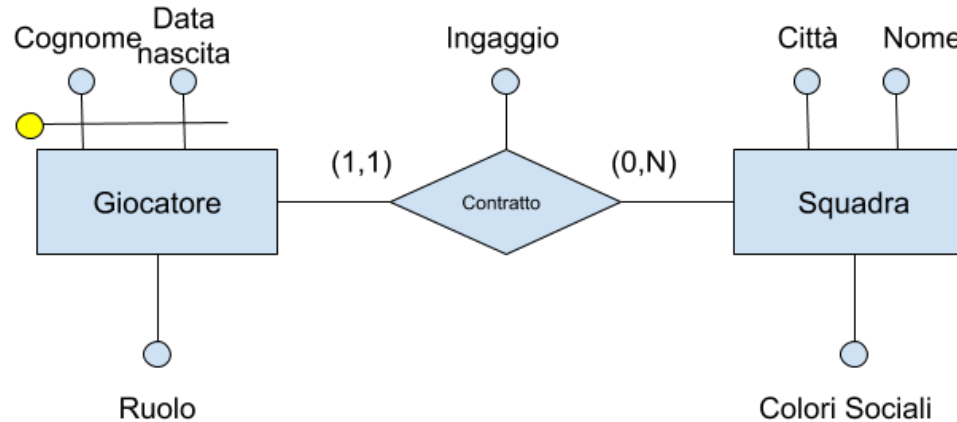 Cognome
Data
nascita
Ingaggio
Città
Nome
(1,1)
(0,N)
Giocatore
Contratto
Squadra
Ruolo
Colori Sociali